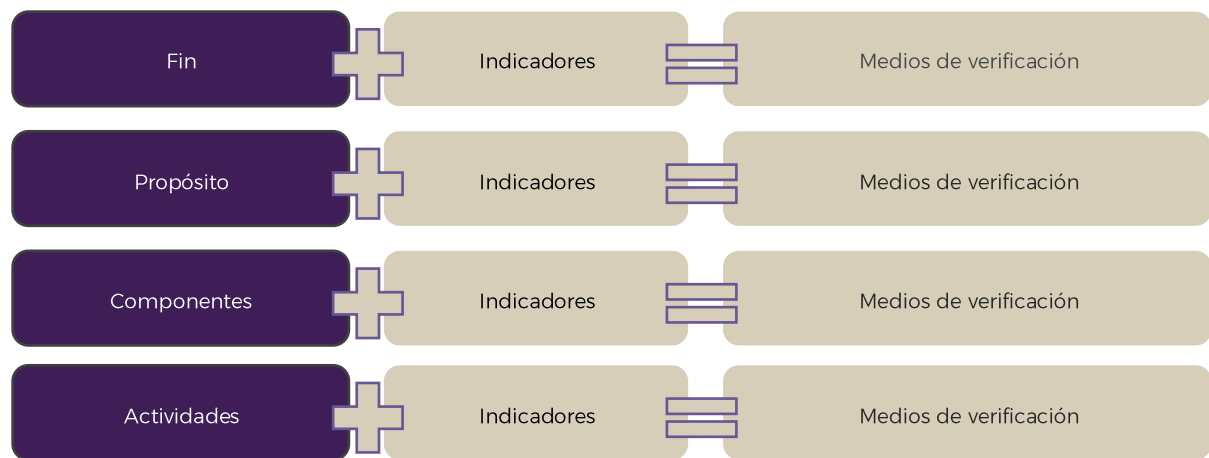 Fin Indicadores Medios de verificación
Propósito Indicadores Medios de verificación
Componentes Indicadores Medios de verificación
Actividades Indicadores Medios de verificación